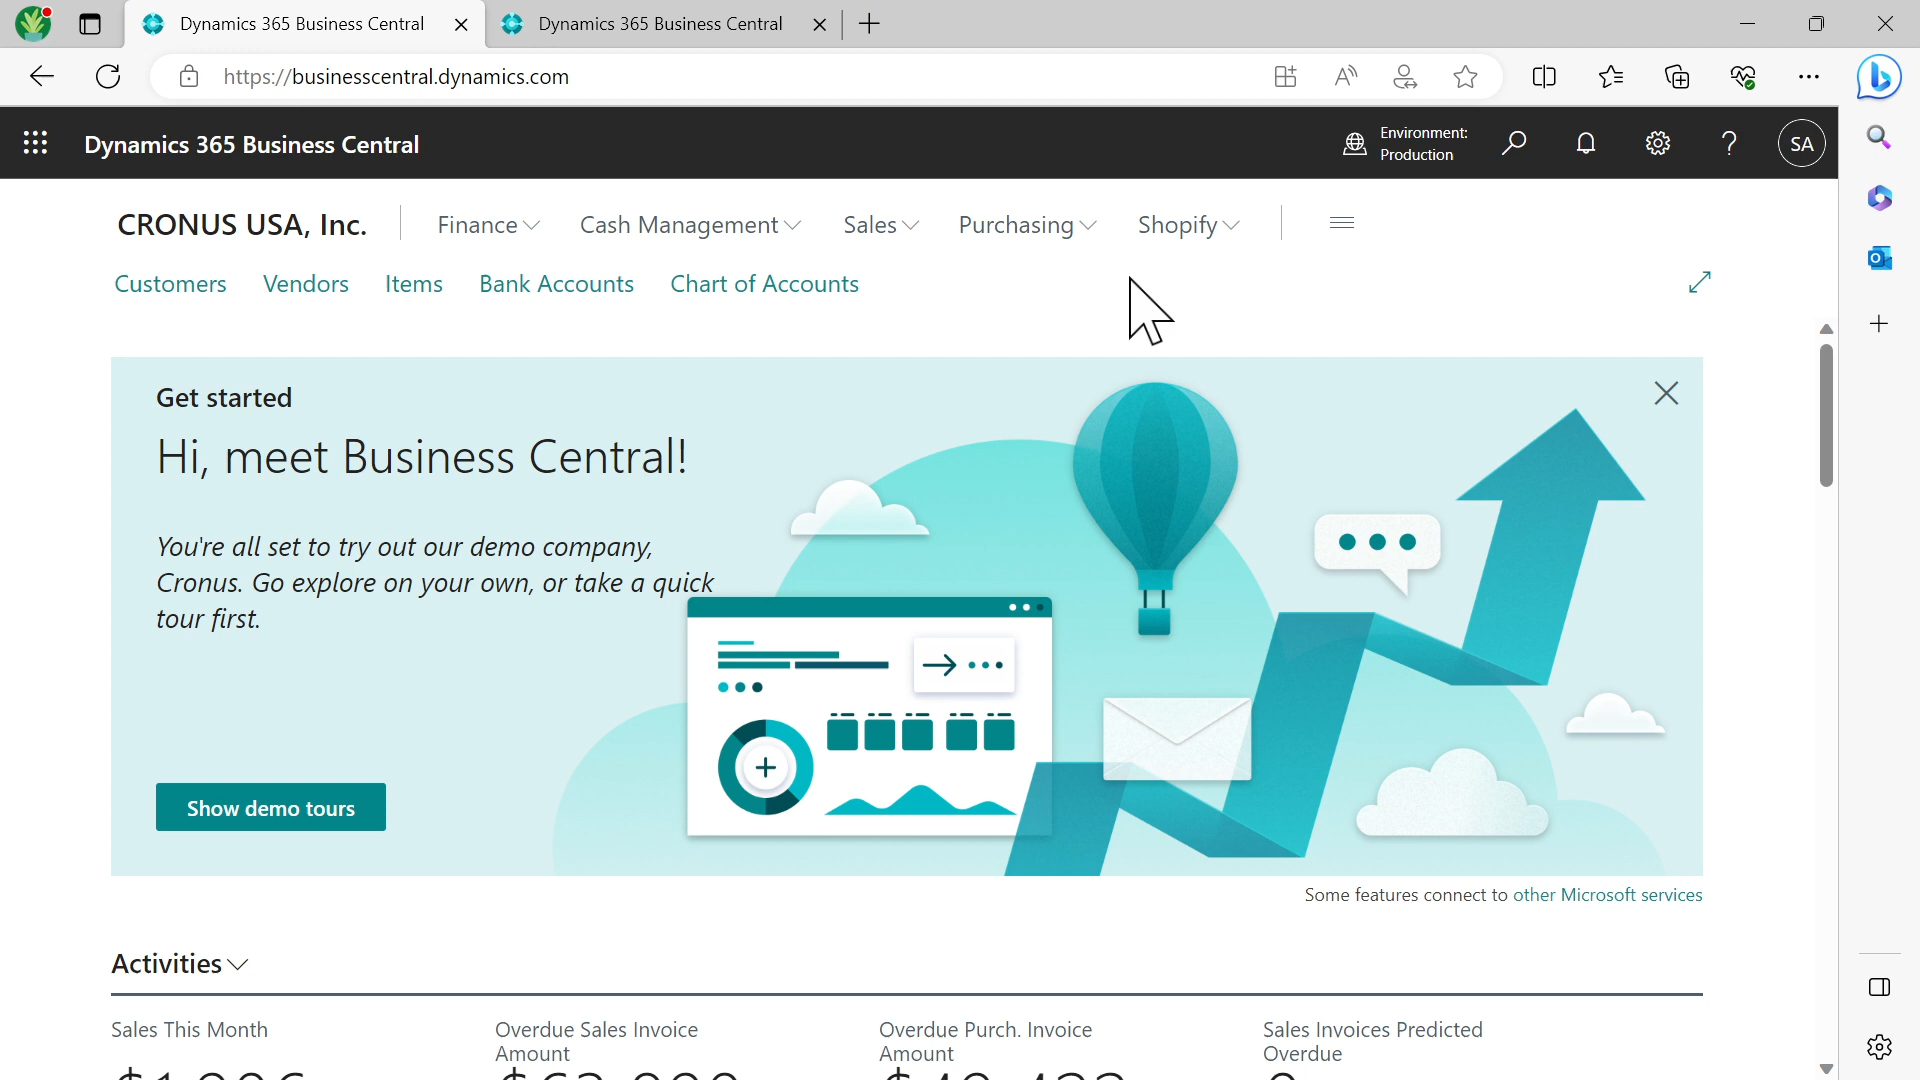 Dynamics 365 Business Central
Dynamics 365 Business Central
https://businesscentral.dynamics.com
Dynamics 365 Business Central
Environment:
Production
SA
CRONUS USA, Inc.
Finance
Cash Management
Sales
Purchasing
Shopify
Customers
Vendors
Items
Bank Accounts
Chart of Accounts
Get started
Hi, meet Business Central!
You're all set to try out our demo company,
Cronus. Go explore on your own, or take a quick
tour first.
Show demo tours
Some features connect to other Microsoft services
Activities
Sales This Month
Overdue Sales Invoice
Amount
Overdue Purch. Invoice
Amount
Sales Invoices Predicted
Overdue